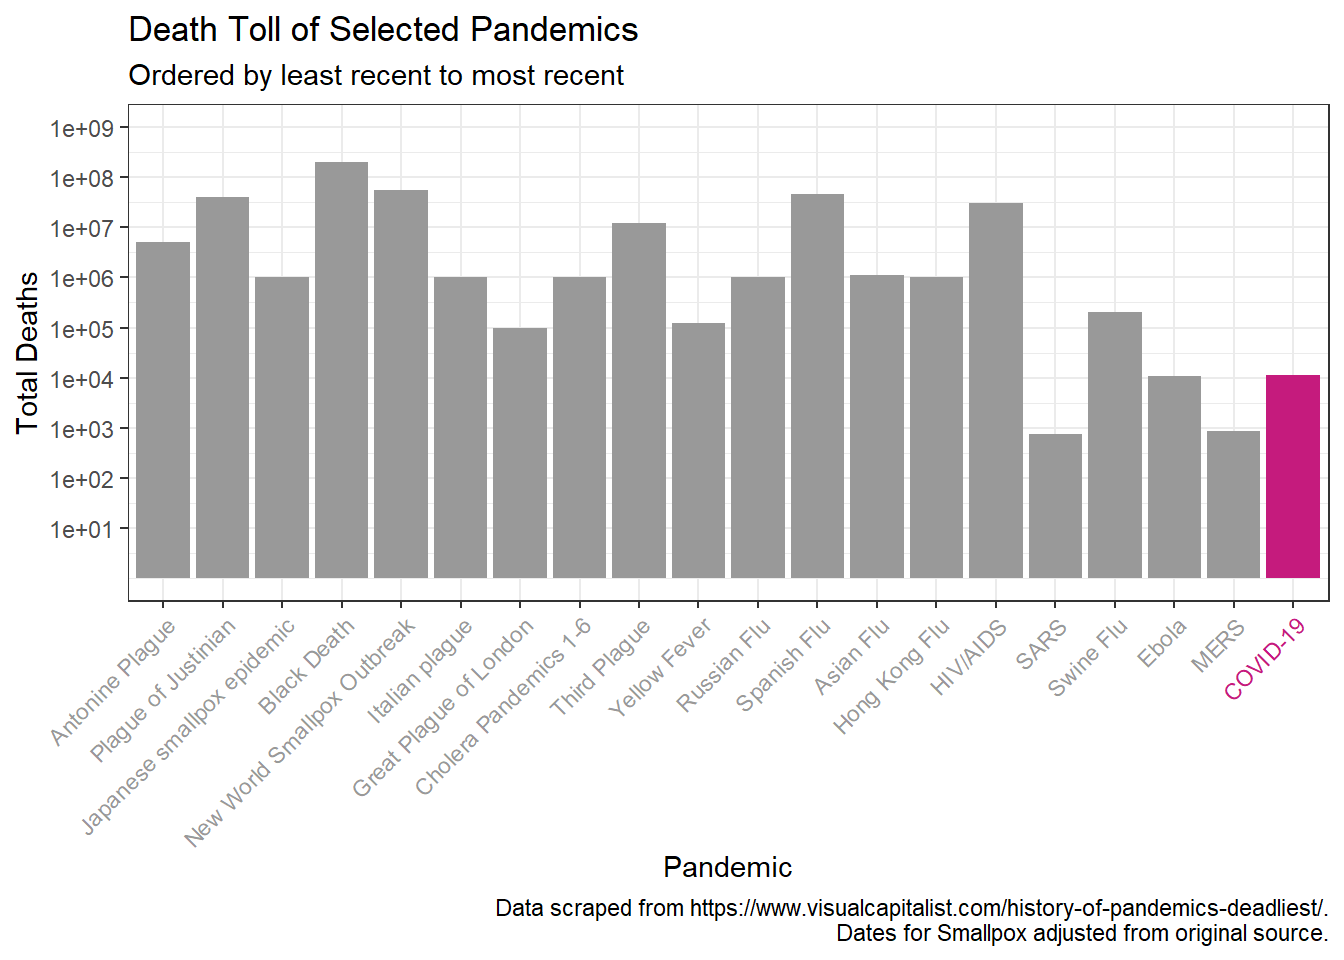 Death Toll of Selected Pandemics
Ordered by least recent to most recent
Total Deaths
1e+09
1e+08
1e+07
1e+06
1e+05
1e+04
1e+03
1e+02
1e+01
Antonine Plague
Plague of Justinian
Japanese smallpox epidemic
Black Death
New World Smallpox Outbreak
Italian plague
Great Plague of London
Cholera Pandemics 1-6
Third Plague
Yellow Fever
Russian Flu
Spanish Flu
Asian Flu
Hong Kong Flu
HIV/AIDS
SARS
Swine Flu
Ebola
MERS
COVID-19
Pandemic
Data scraped from https://www.visualcapitalist.com/history-of-pandemics-deadliest/.
Dates for Smallpox adjusted from original source.